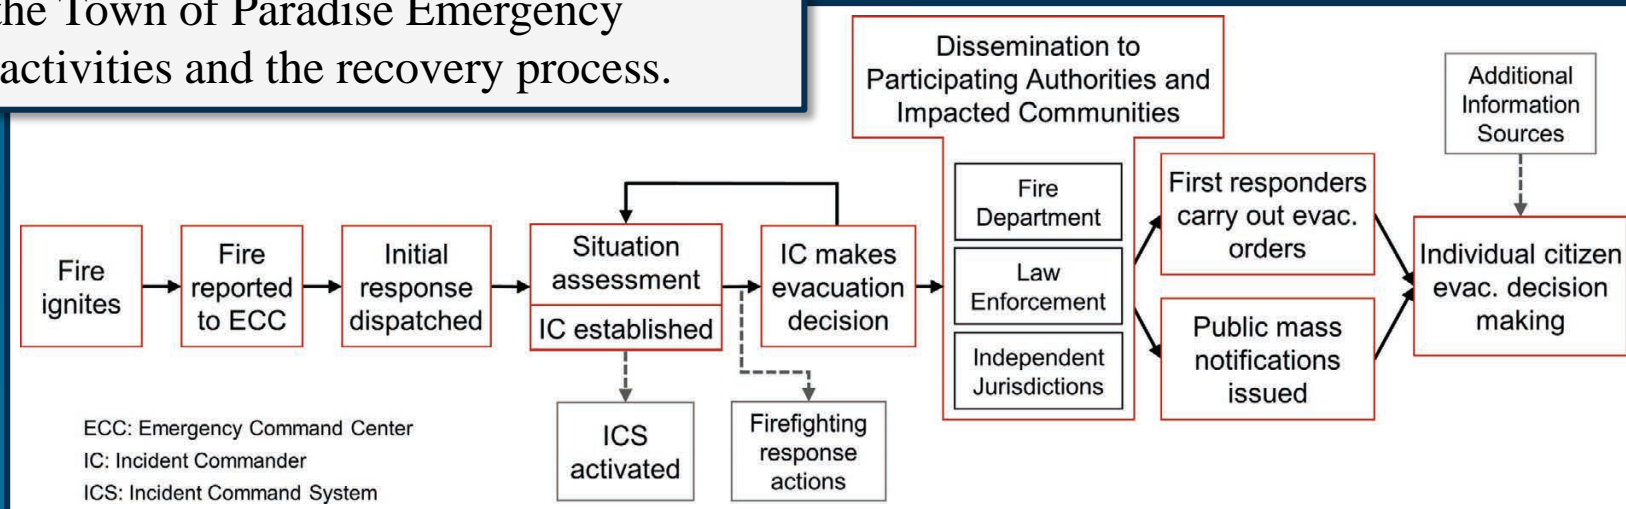 the Town of Paradise Emergency
activities and the recovery process.
Dissemination to
Participating Authorities and
Impacted Communities
Additional
Information
Sources
Fire
ignites
Fire
reported
to ECC
Initial
response
dispatched
Situation
assessment
IC established
IC makes
evacuation
decision
Fire
Department
Law
Enforcement
Independent
Jurisdictions
First responders
carry out evac.
orders
Public mass
notifications
issued
Individual citizen
evac. decision
making
ICS
activated
Firefighting
response
actions
ECC: Emergency Command Center
IC: Incident Commander
ICS: Incident Command System